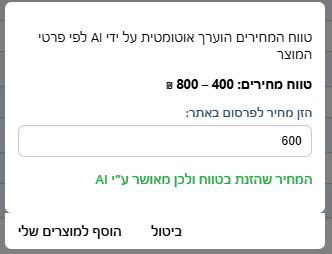 טווח המחירים הוערך אוטומטית על ידי AI לפי פרטי
המוצר
טווח מחירים: 400 – 800 ₪
הזן מחיר לפרסום באתר:
600
המחיר שהזנת בטווח ולכן מאושר ע"י AI
ביטול
הוסף למוצרים שלי